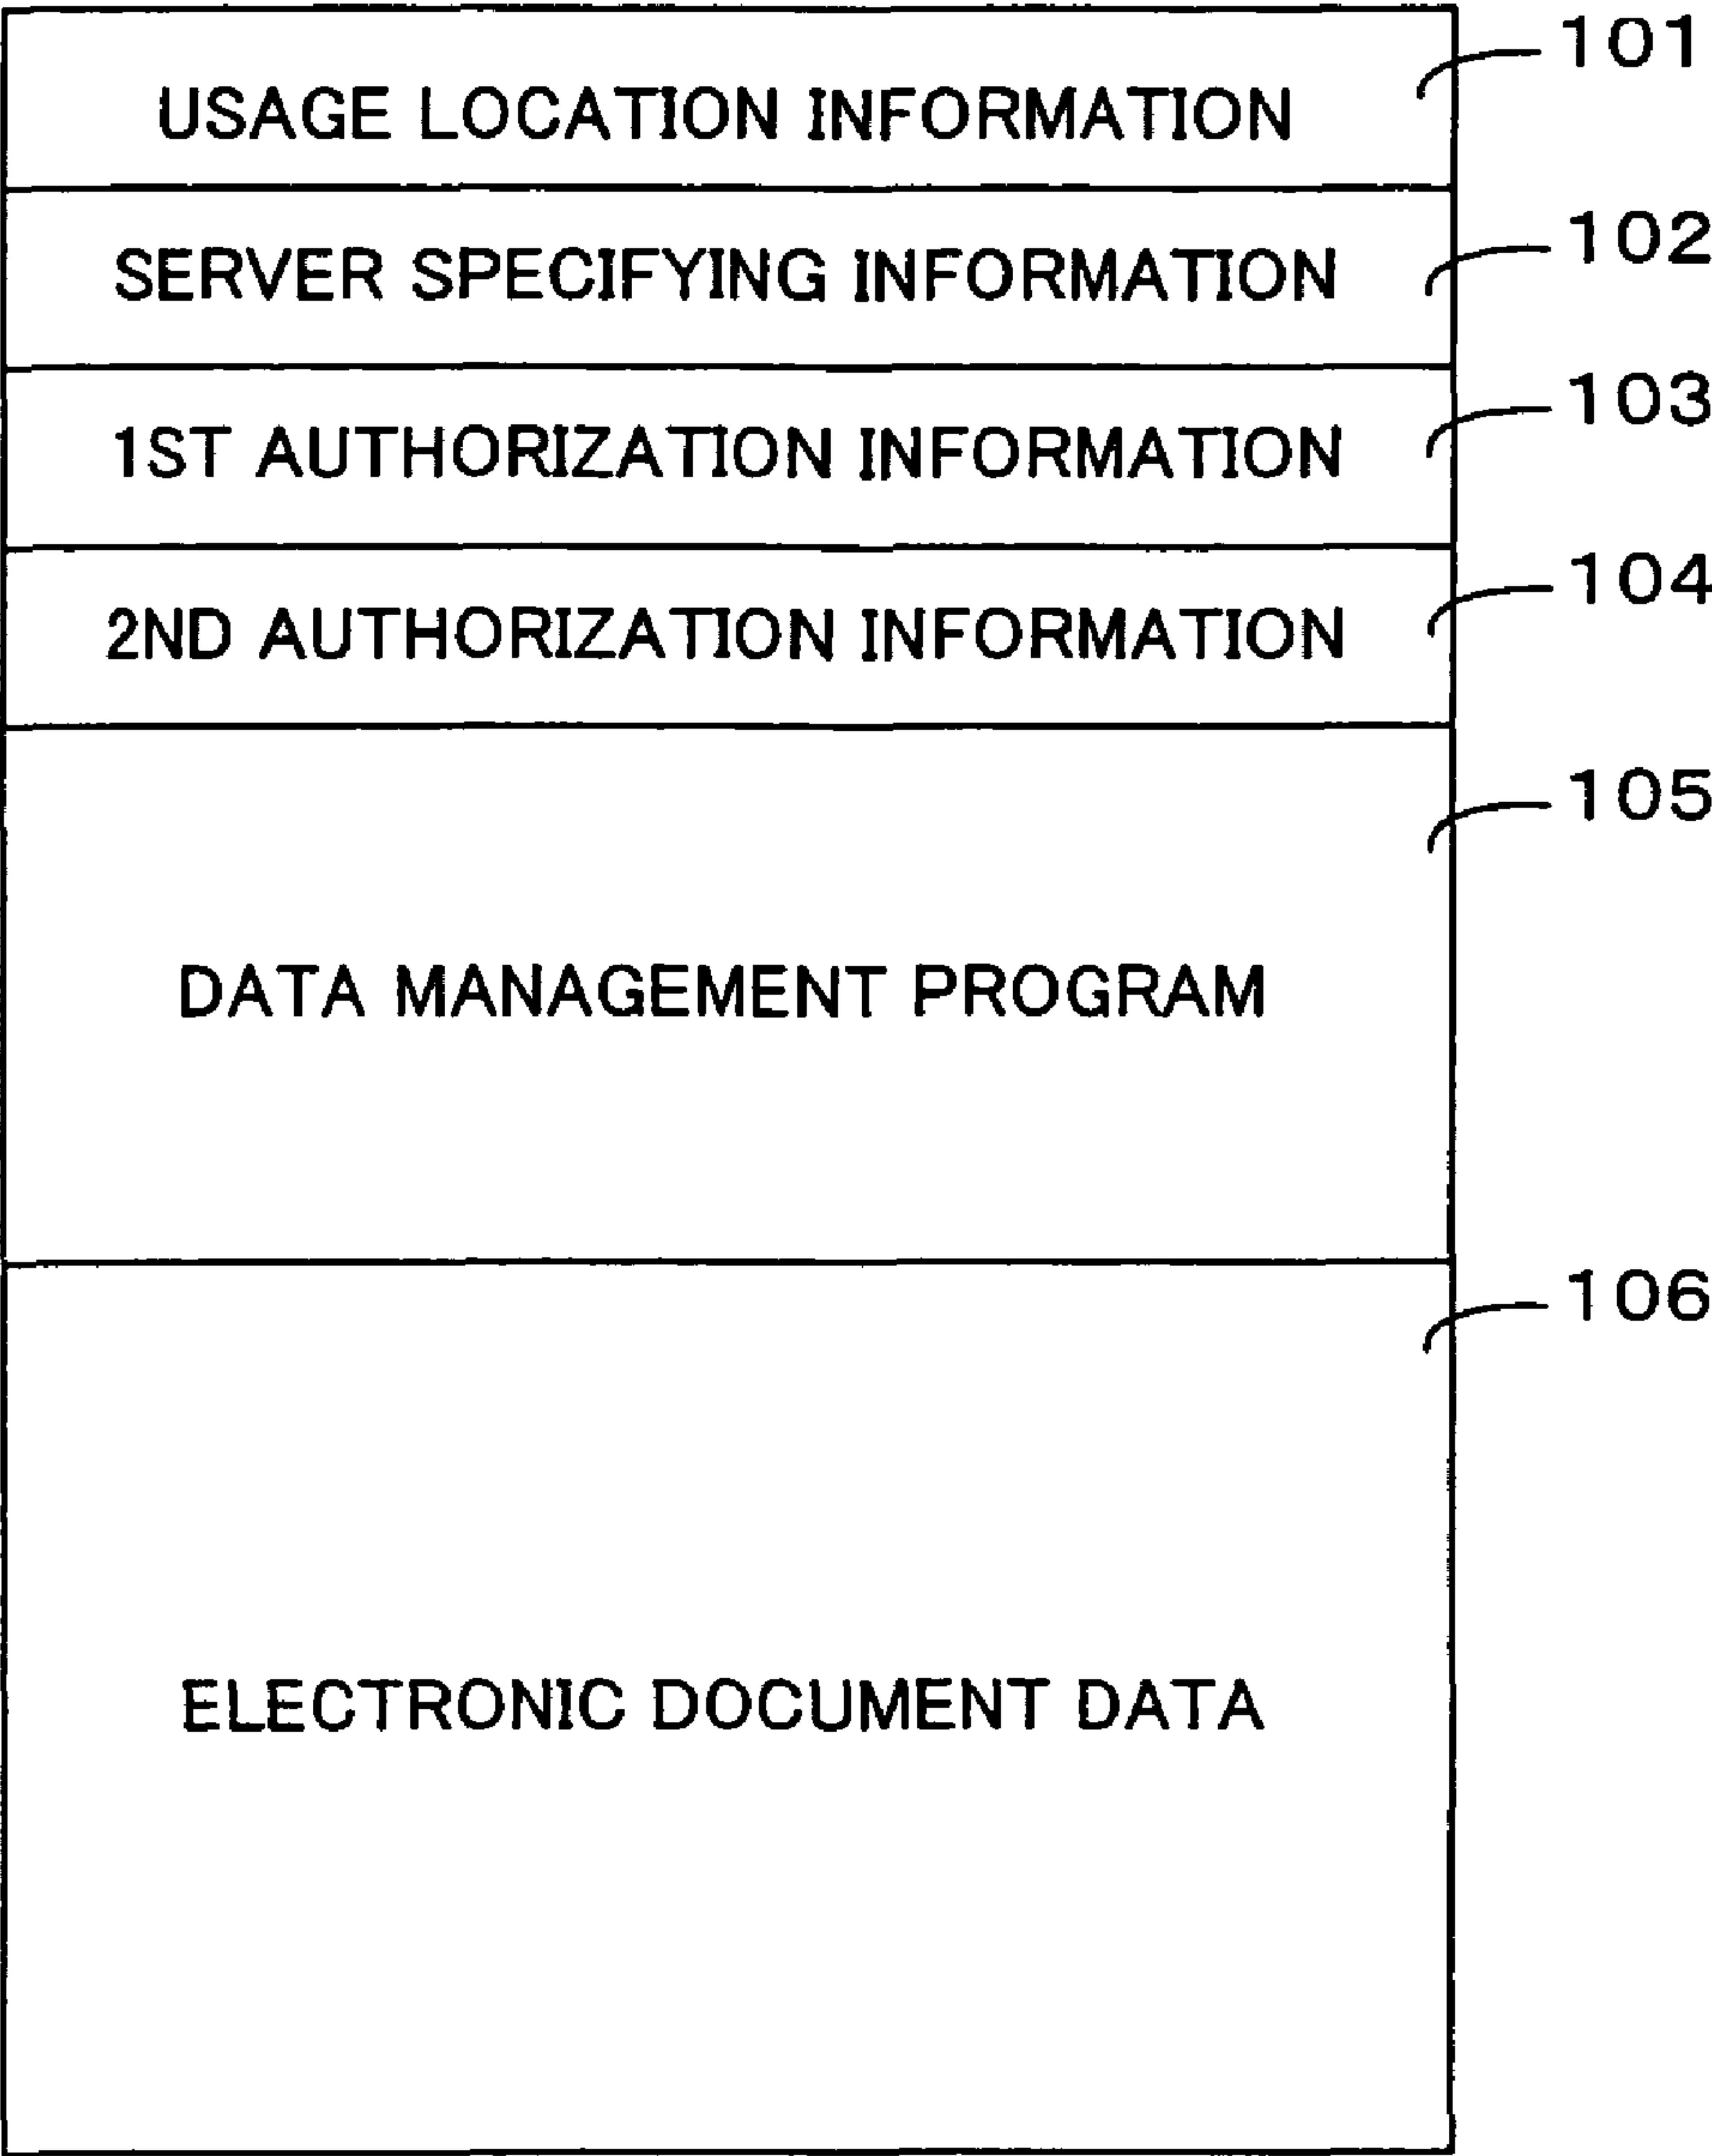 101
USAGE LOCATION INFORMATION
102
SERVER SPECIFYING INFORMATION
103
1ST AUTHORIZATION INFORMATION
104
2ND AUTHORIZATION INFORMATION
105
DATA MANAGEMENT PROGRAM
106
ELECTRONIC DOCUMENT DATA